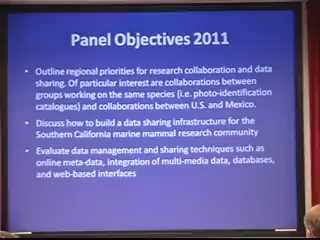 Panel Objectives 2011
• Outline regional priorities for research collaboration and data
sharing. Of particular interest are collaborations between
groups working on the same species (i.e. photo-identification
catalogues) and collaborations between U.S. and Mexico.
• Discuss how to build a data sharing infrastructure for the
Southern California marine mammal research community
• Evaluate data management and sharing techniques such as
online meta-data, integration of multi-media data, databases,
and web-based interfaces